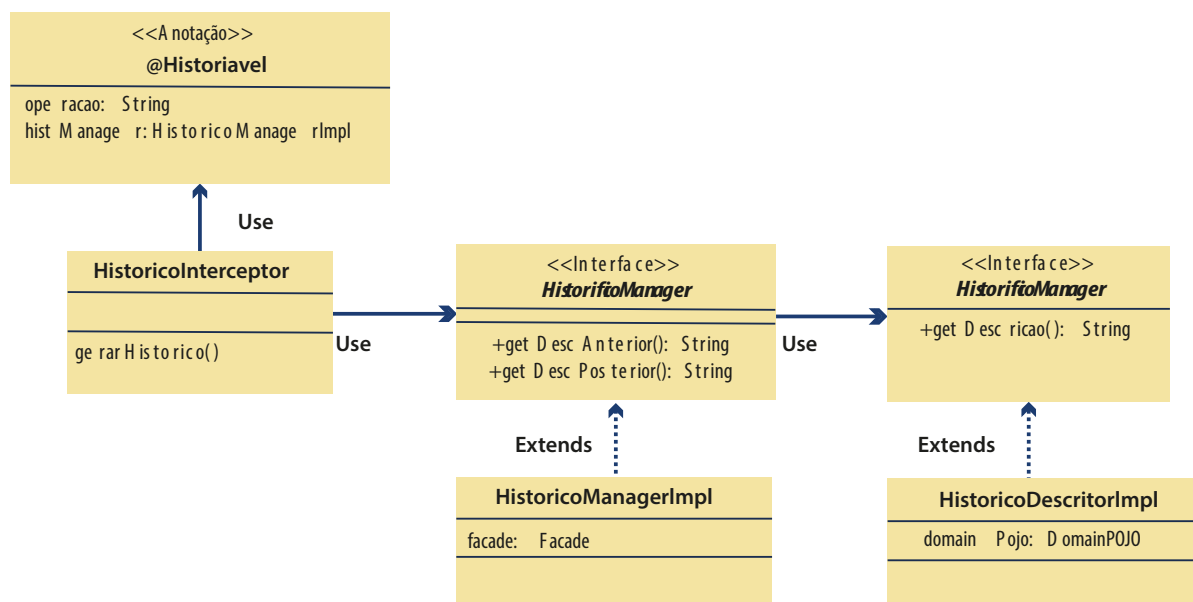 <<Anotação>>
@Historiavel
operacao: String
histManager: HistoricoManagerImpl
Use
HistoricoInterceptor
gerarHistorico()
Use
<<Interface>>
HistorificoManager
+getDescAnterior(): String
+getDescPosterior(): String
Use
<<Interface>>
HistorificoManager
+getDescricao(): String
Extends
Extends
HistoricoManagerImpl
facade: Facade
HistoricoDescritorImpl
domainPojo: DomainPOJO